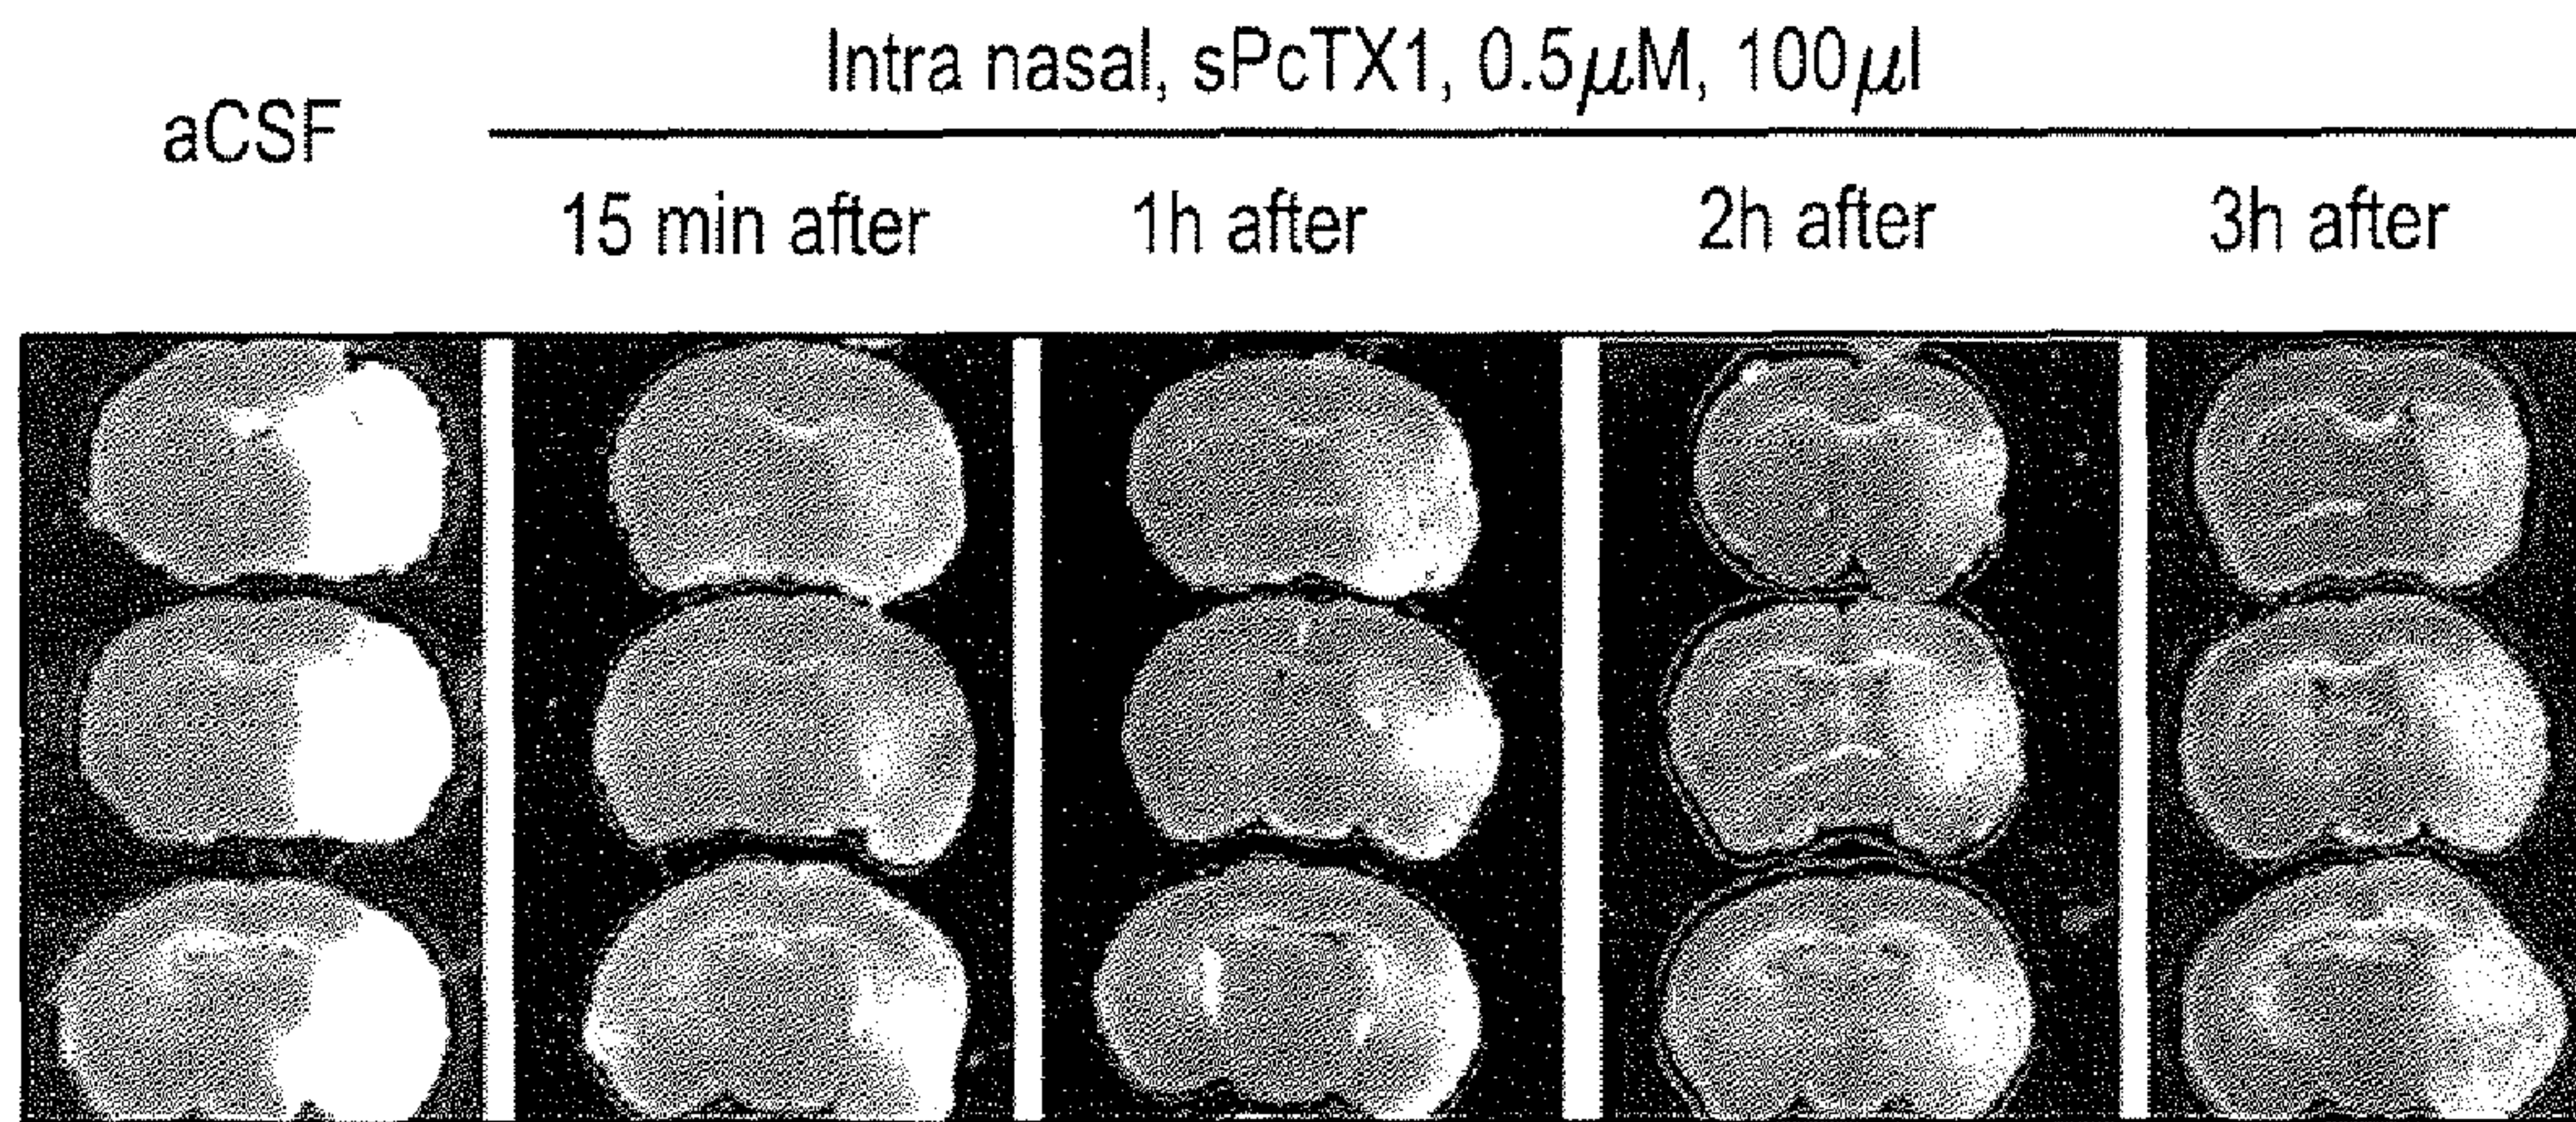 Intra nasal, sPcTX1, 0.5μM, 100μl
aCSF
15 min after 1h after 2h after 3h after